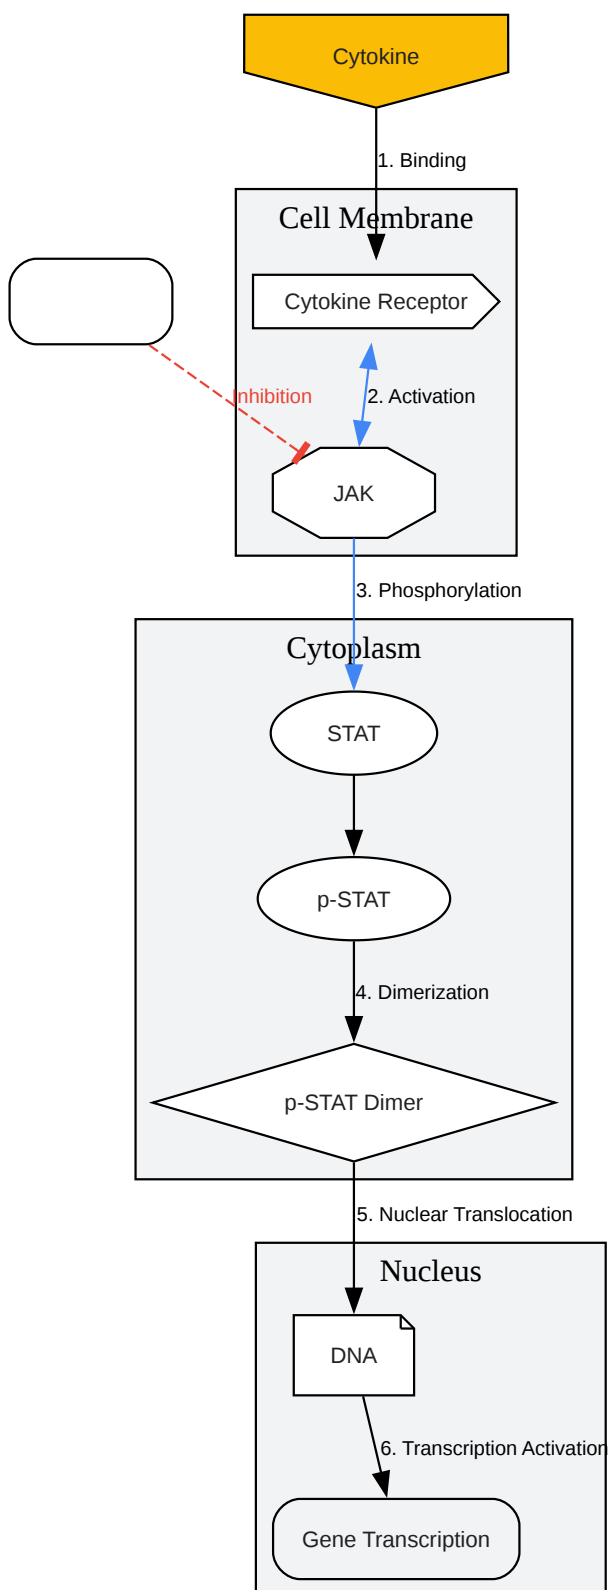 Cytokine
1. Binding
Cell Membrane
Cytokine Receptor
Inhibition
2. Activation
JAK
3. Phosphorylation
Cytoplasm
STAT
p-STAT
4. Dimerization
p-STAT Dimer
5. Nuclear Translocation
Nucleus
DNA
6. Transcription Activation
Gene Transcription